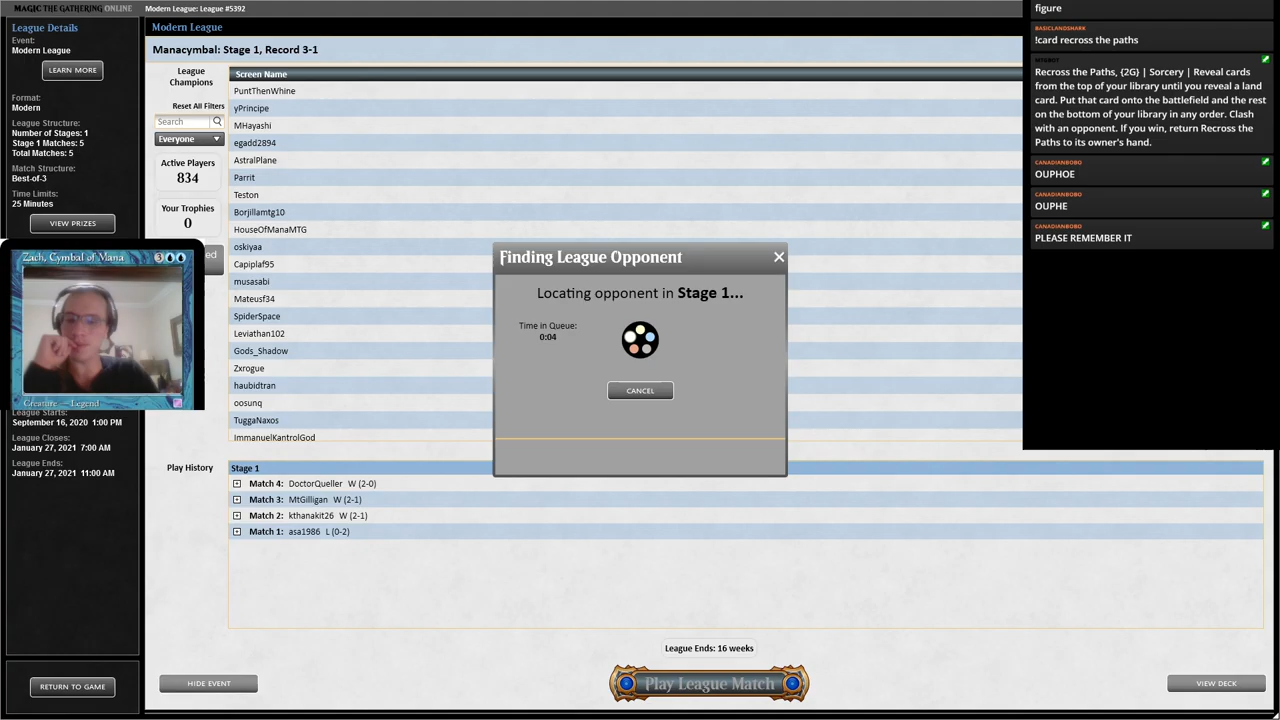 MAGIC THE GATHERING ONLINE
Modern League: League #5392
League Details
Event:
Modern League
LEARN MORE
Format:
Modern
League Structure:
Number of Stages: 1
Stage 1 Matches: 5
Total Matches: 5
Match Structure:
Best-of-3
Time Limits:
25 Minutes
VIEW PRIZES
Zach, Cymbal of Mana
3
Creature — Legend
League Starts:
September 16, 2020 1:00 PM
League Closes:
January 27, 2021 7:00 AM
League Ends:
January 27, 2021 11:00 AM
RETURN TO GAME
Modern League
Manacymbal: Stage 1, Record 3-1
League
Champions
Reset All Filters
Search
Everyone
Active Players
834
Your Trophies
0
ed
Screen Name
PuntThenWhine
yPrincipe
MHayashi
egadd2894
AstralPlane
Parrit
Teston
Borjillamtg10
HouseOfManaMTG
oskiyaa
Capiplaf95
musasabi
Mateusf34
SpiderSpace
Leviathan102
Gods_Shadow
Zxrogue
haubidtran
oosunq
TuggaNaxos
ImmanuelKantrolGod
Finding League Opponent
Locating opponent in Stage 1...
Time in Queue:
0:04
CANCEL
Play History
Stage 1
Match 4: DoctorQueller W (2-0)
Match 3: MtGilligan W (2-1)
Match 2: kthanakit26 W (2-1)
Match 1: asa1986 L (0-2)
League Ends: 16 weeks
HIDE EVENT
Play League Match
VIEW DECK
figure
BASICLANDSNARK
!card recross the paths
MTGBOT
Recross the Paths, {2G} | Sorcery | Reveal cards
from the top of your library until you reveal a
land card. Put that card onto the battlefield and the rest
on the bottom of your library in any order. Clash
with an opponent. If you win, return Recross the
Paths to its owner's hand.
CANADIANBOBO
OUPHOE
CANADIANBOBO
OUPHE
CANADIANBOBO
PLEASE REMEMBER IT